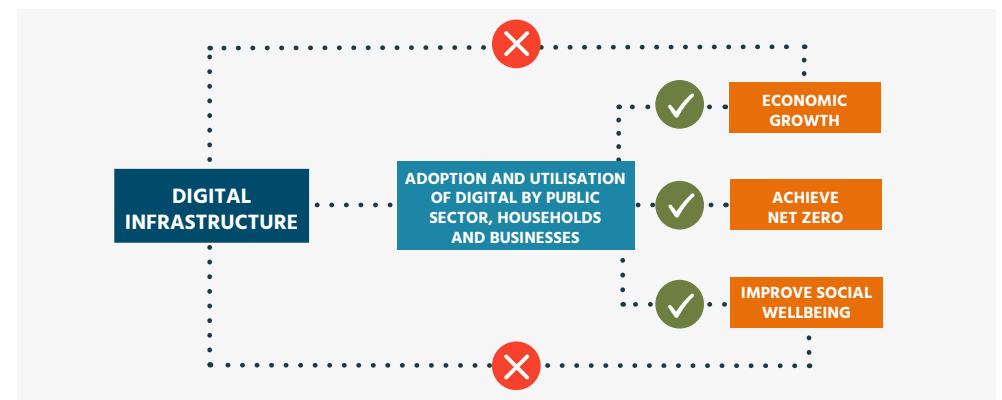 DIGITAL
INFRASTRUCTURE
ADOPTION AND UTILISATION
OF DIGITAL BY PUBLIC
SECTOR, HOUSEHOLDS
AND BUSINESSES
ECONOMIC
GROWTH
ACHIEVE
NET ZERO
IMPROVE SOCIAL
WELLBEING